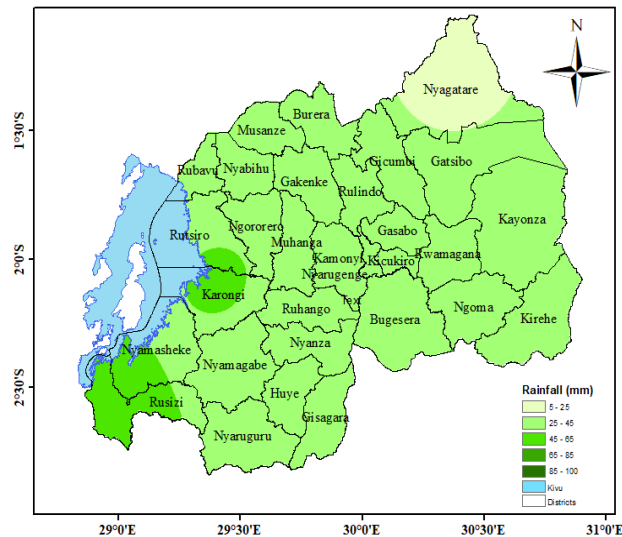 N
Nyagatare
Burera
1°30'S
Musanze
Rubavu
Nyabihu
Gicumbi
Gatsibo
Gakenke
Rulindo
Kayonza
Ngororero
Rutsiro
Muhanga
Gasabo
2°0'S
Kamonyi
Kicukiro
Rwamagana
Nyarugenge
Karongi
Text
Ruhango
Bugesera
Ngoma
Kirehe
Nyamasheke
Nyanza
Nyamagabe
2°30'S
Huye
Rusizi
Gisagara
Nyaruguru
Rainfall (mm)
5 - 25
25 - 45
45 - 65
65 - 85
85 - 100
Kivu
Districts
29°0'E
29°30'E
30°0'E
30°30'E
31°0'E